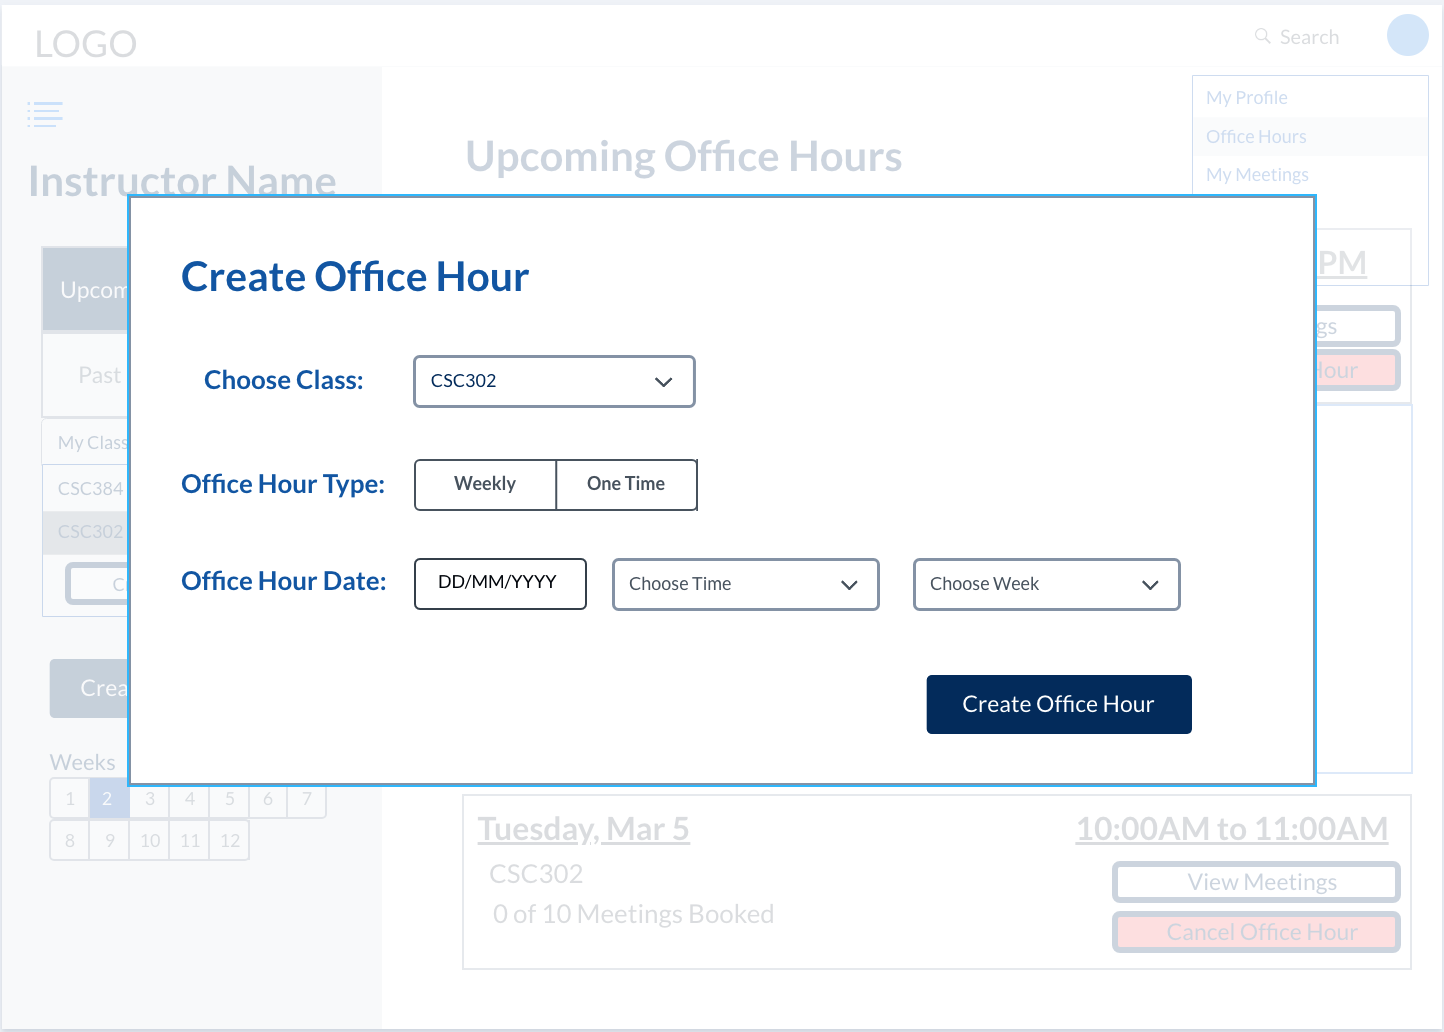 LOGO
Search
My Profile
Office Hours
My Meetings
Instructor Name
Upcoming Office Hours
PM
Past
My Class
CSC384
CSC302
Create Office Hour
Choose Class:
CSC302
Office Hour Type:
Weekly
One Time
Office Hour Date:
DD/MM/YYYY
Choose Time
Choose Week
Create Office Hour
Weeks
1 2 3 4 5 6 7
8 9 10 11 12
Tuesday, Mar 5
10:00AM to 11:00AM
CSC302
0 of 10 Meetings Booked
View Meetings
Cancel Office Hour